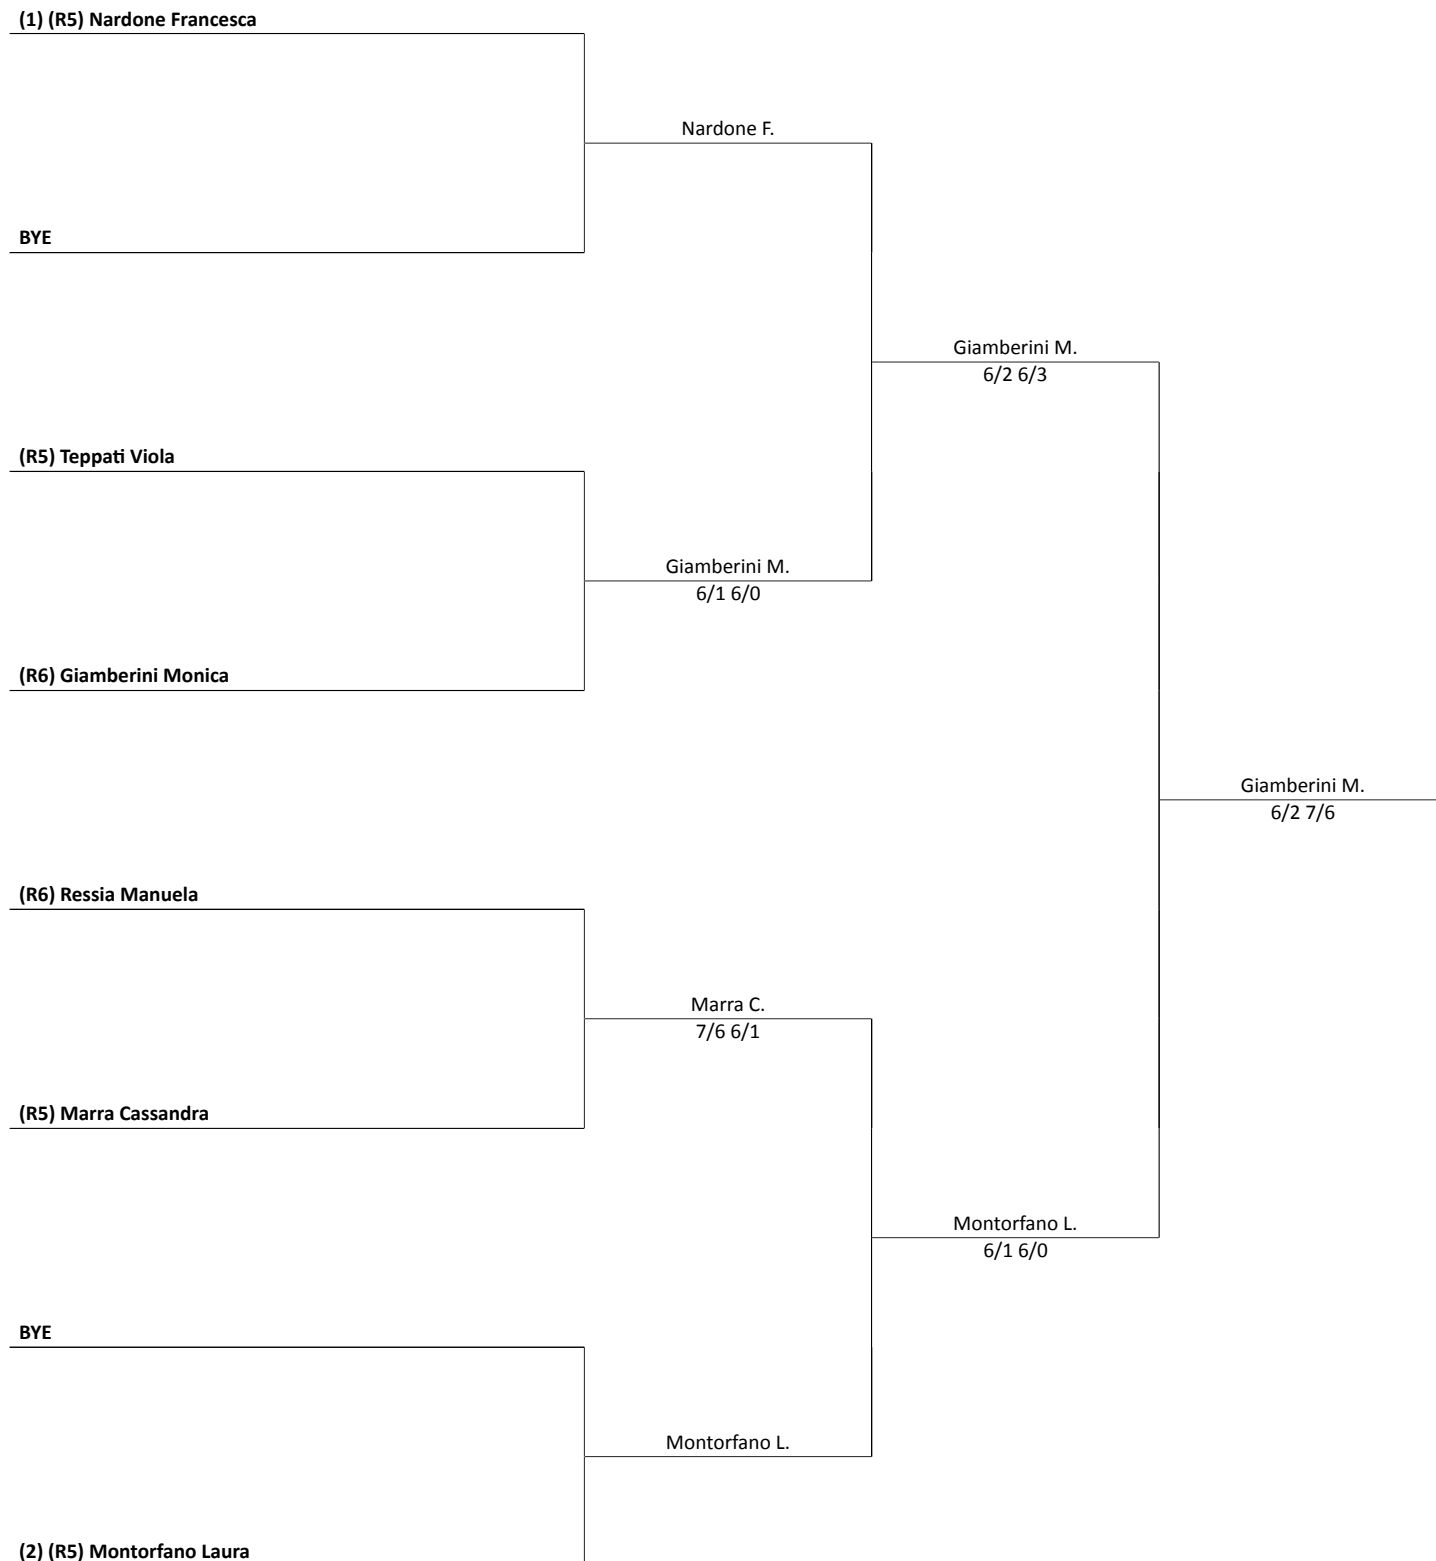 (1) (R5) Nardone Francesca
Nardone F.
BYE
Giamberini M.
6/2 6/3
(R5) Teppati Viola
Giamberini M.
6/1 6/0
(R6) Giamberini Monica
Giamberini M.
6/2 7/6
(R6) Ressia Manuela
Marra C.
7/6 6/1
(R5) Marra Cassandra
Montorfano L.
6/1 6/0
BYE
Montorfano L.
(2) (R5) Montorfano Laura